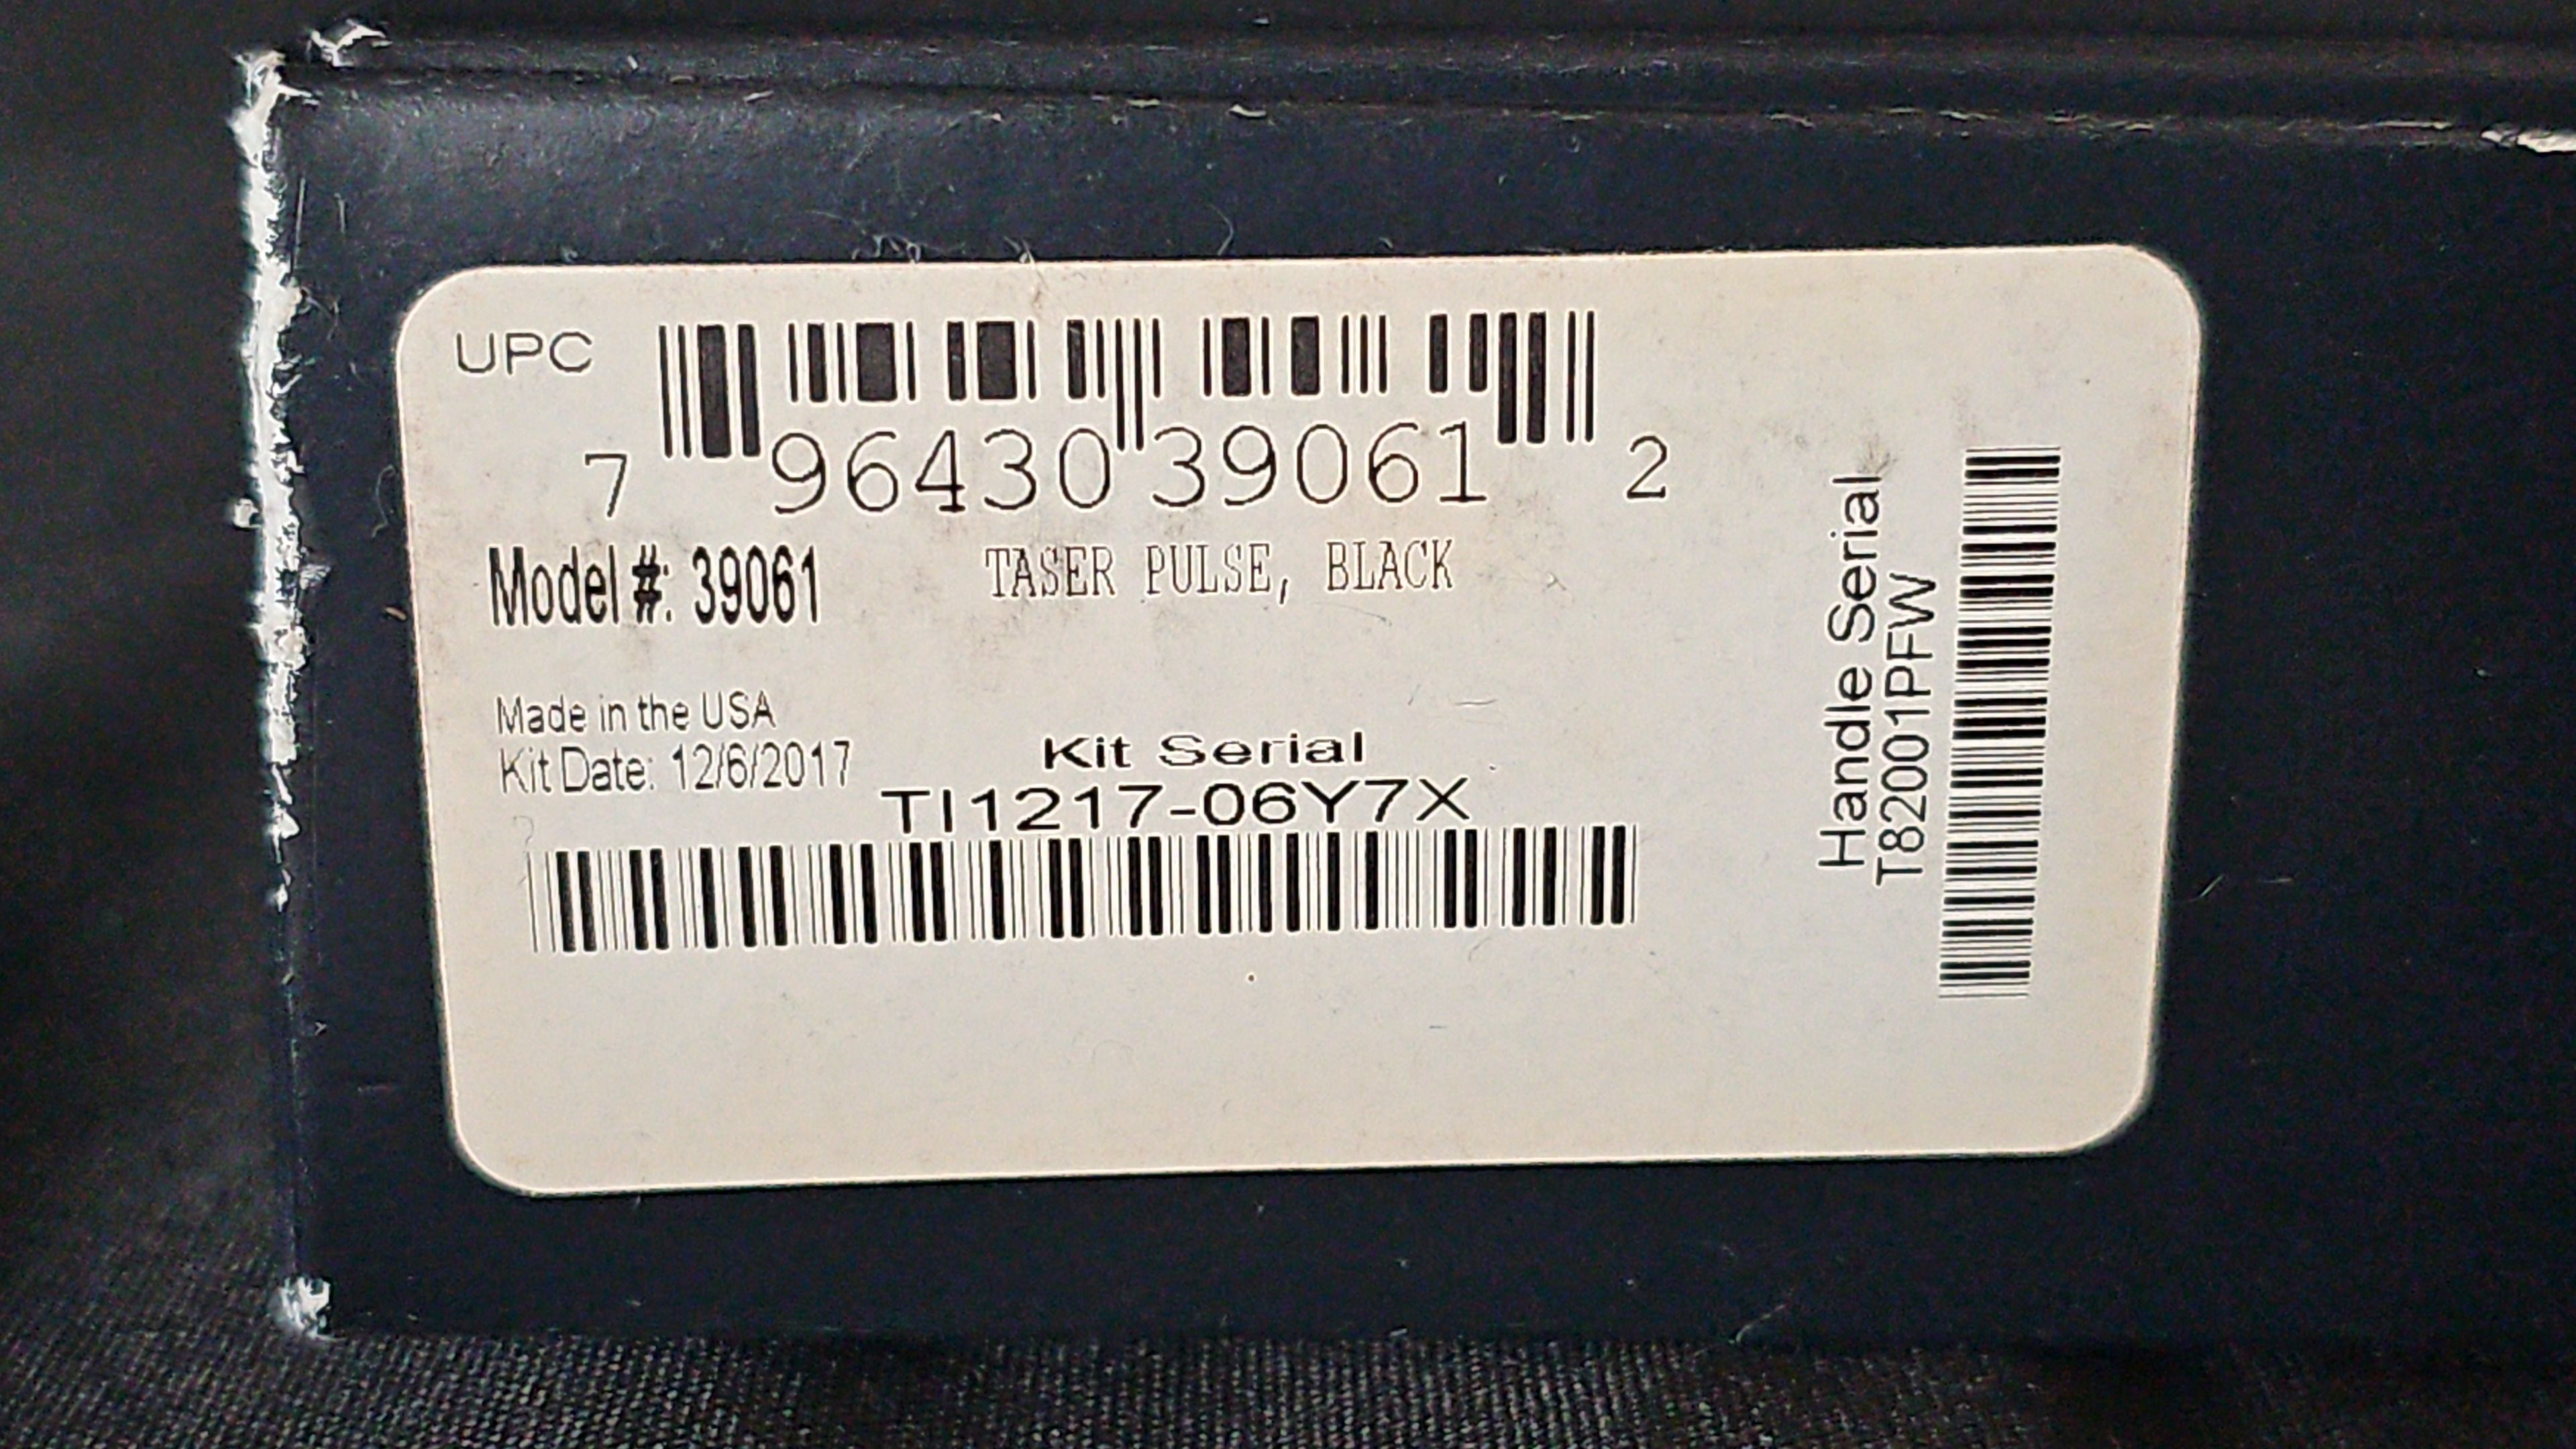 UPC
7 96430 39061 2
Model #: 39061
TASER PULSE, BLACK
Made in the USA
Kit Date: 12/6/2017
Kit Serial
TI1217-06Y7X
Handle Serial
T82001PFW